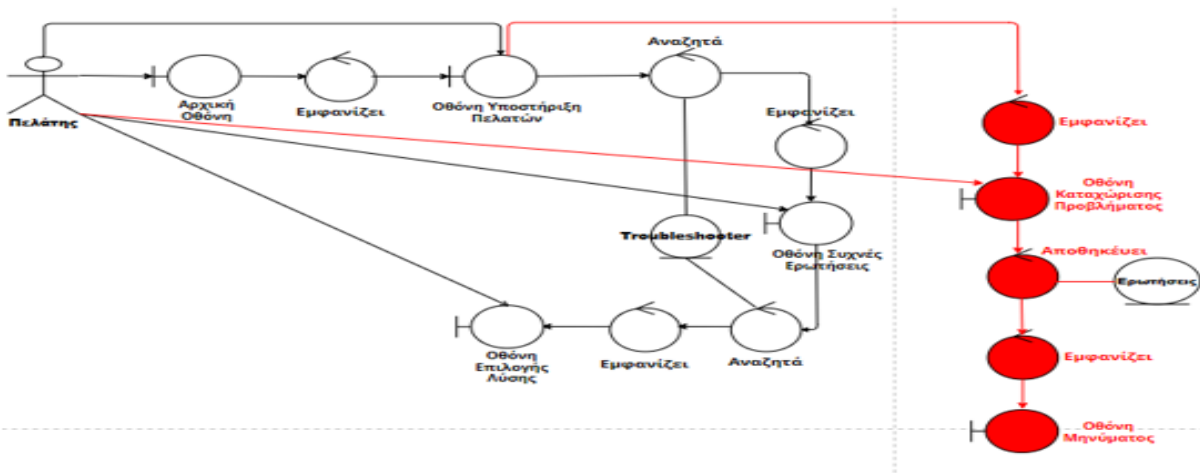 Πελάτης
Αρχική
Οθόνη
Εμφανίζει
Οθόνη Υποστήριξη
Πελατών
Αναζητά
Εμφανίζει
Troubleshooter
Οθόνη Συχνές
Ερωτήσεις
Αναζητά
Εμφανίζει
Οθόνη
Επιλογής
Λύσης
Εμφανίζει
Οθόνη
Καταχώρισης
Προβλήματος
Αποθηκέυει
Ερωτήσεις
Εμφανίζει
Οθόνη
Μηνύματος